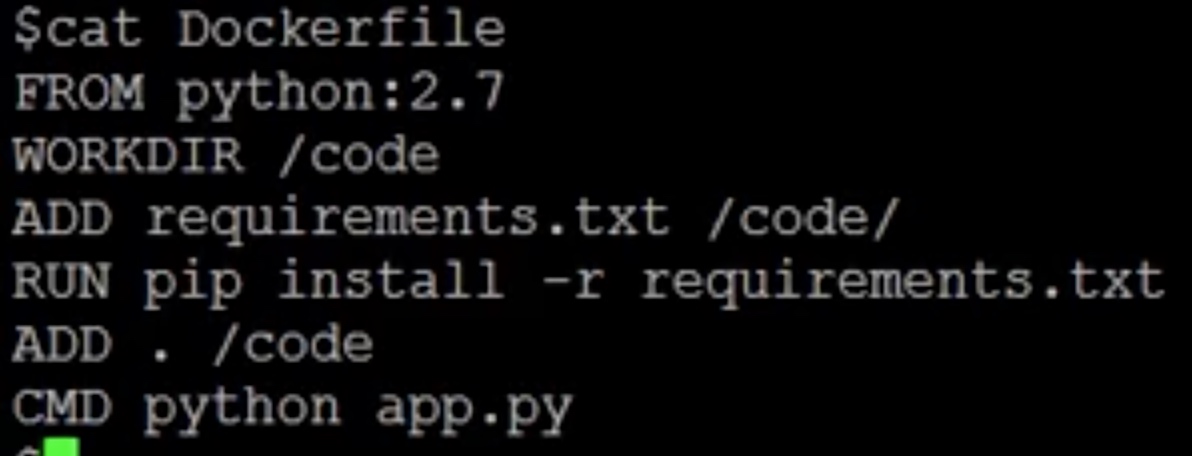 $cat Dockerfile
FROM python:2.7
WORKDIR /code
ADD requirements.txt /code/
RUN pip install -r requirements.txt
ADD . /code
CMD python app.py
$